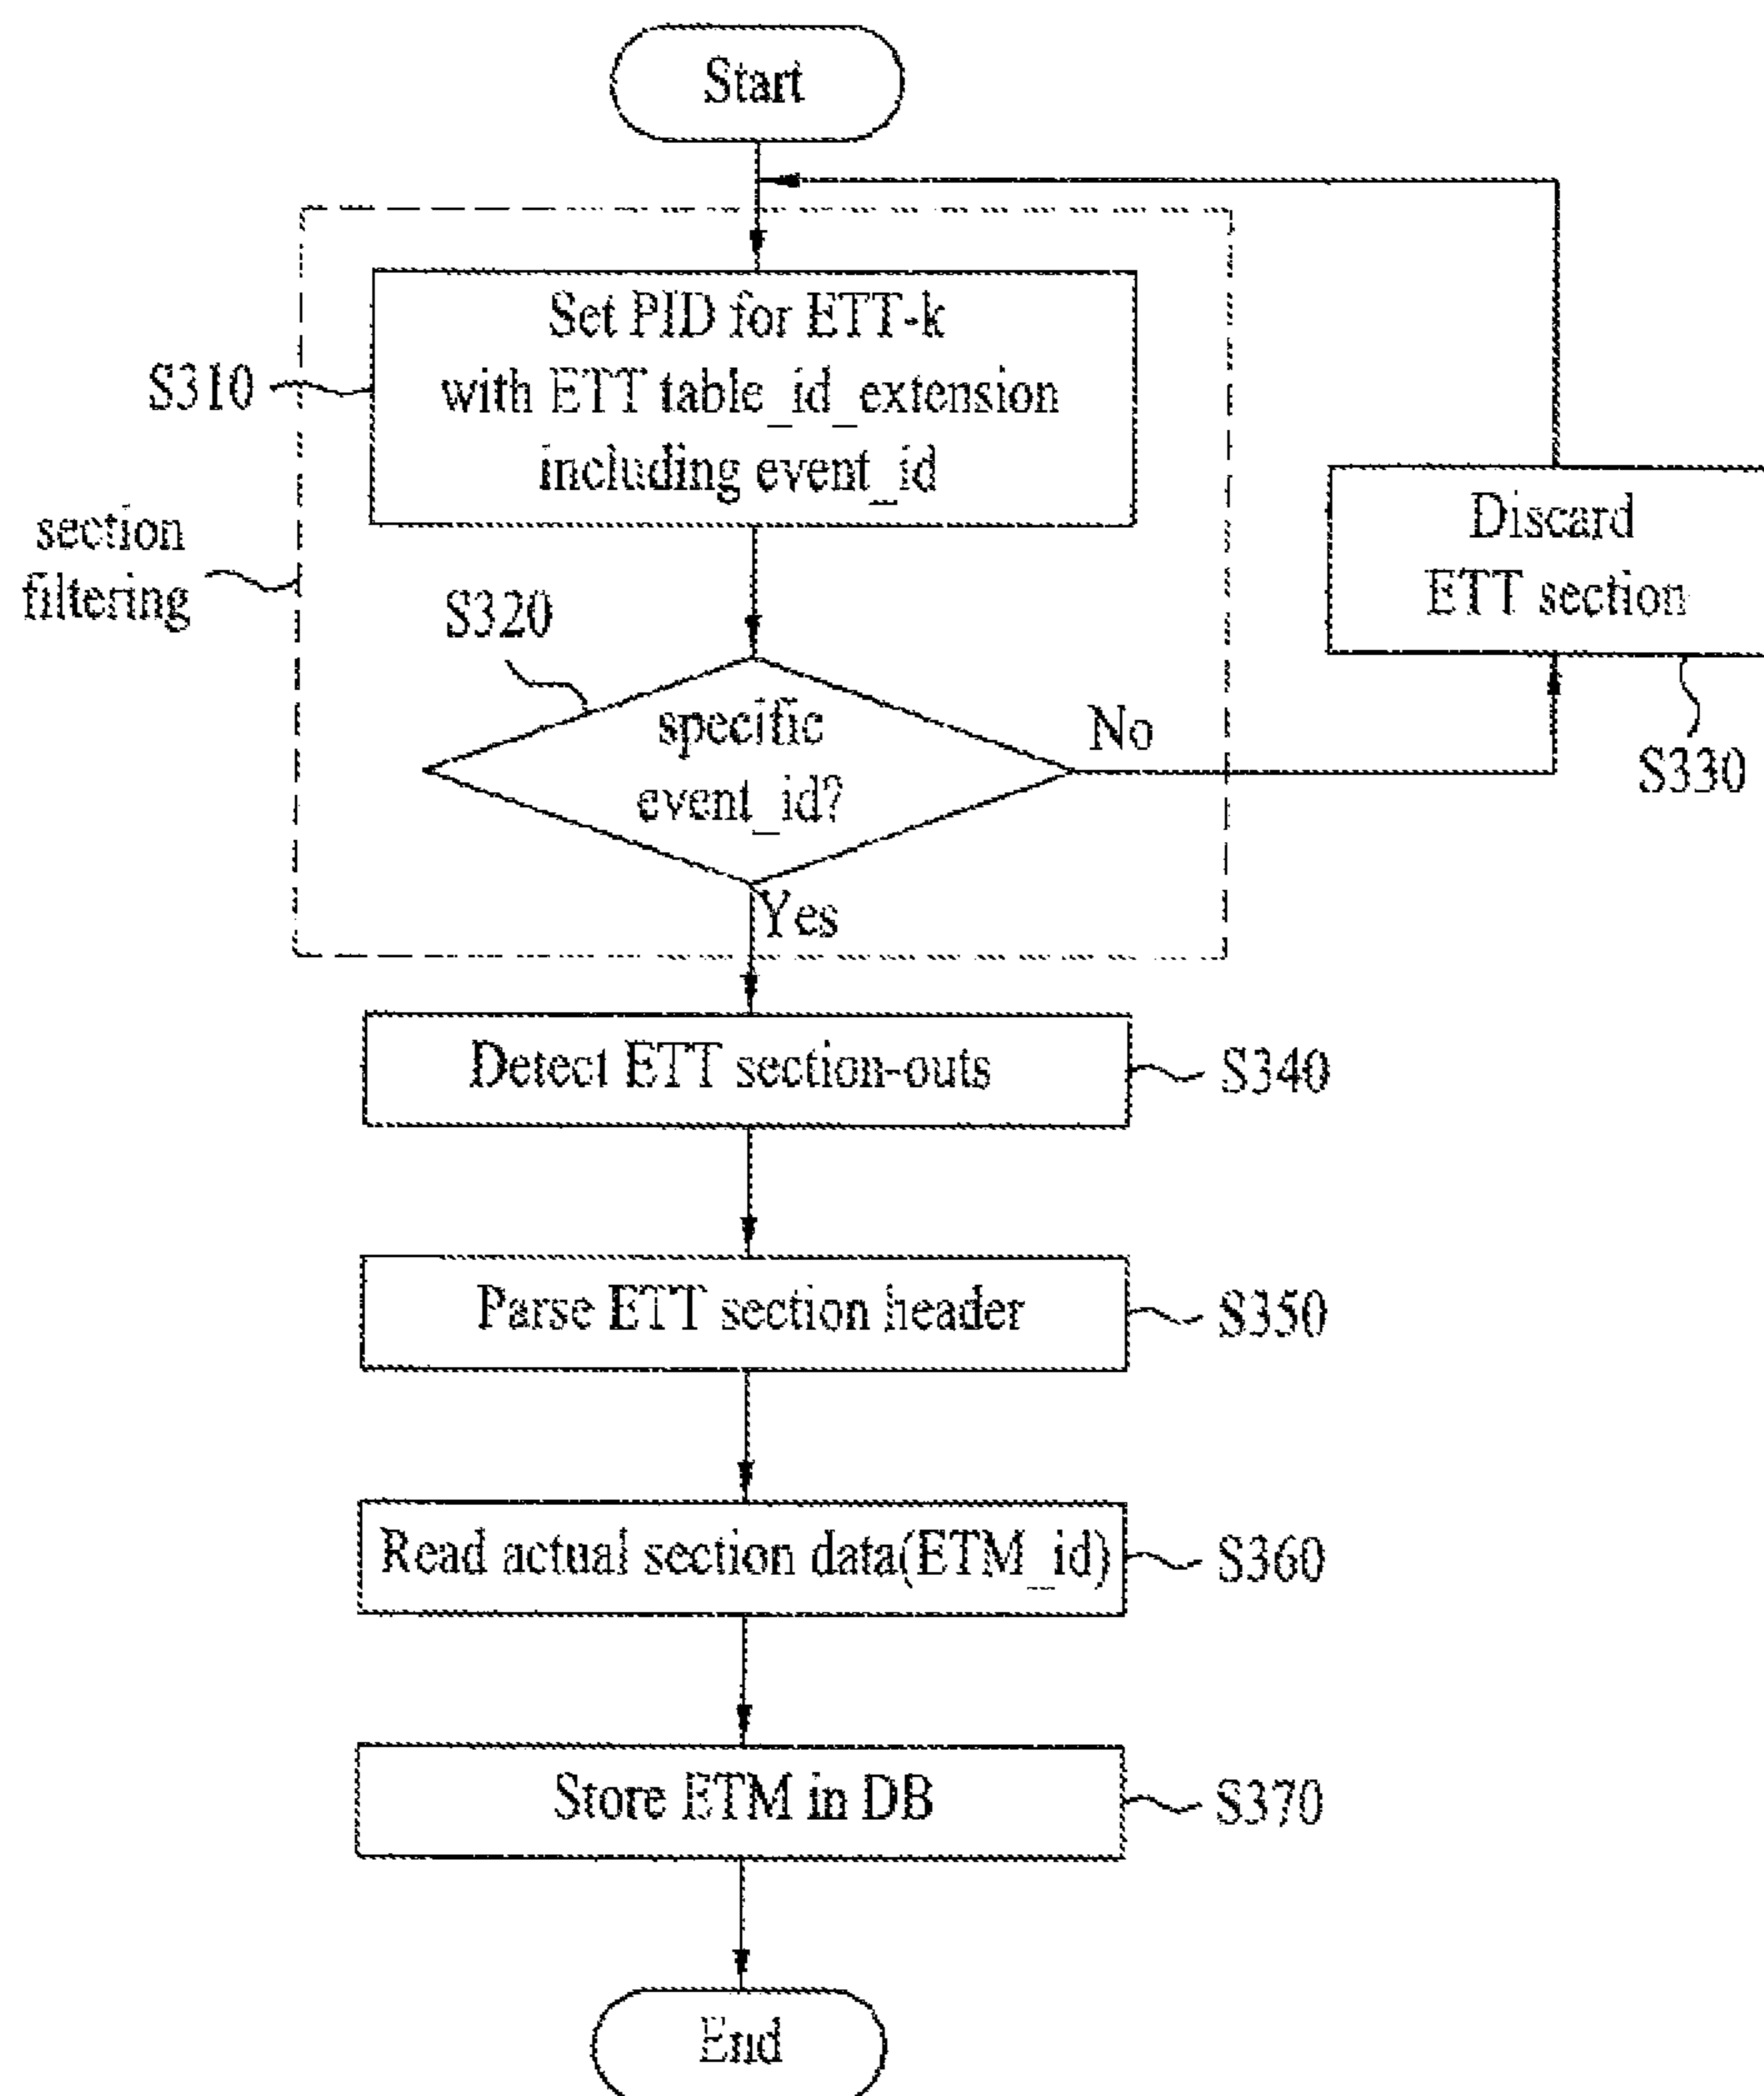 Start
Set PID for ETT-k
with ETT table_id_extension
including event_id
S310
section
filtering
Discard
ETT section
S330
S320
specific
event_id?
No
Yes
Detect ETT section-outs
S340
Parse ETT section header
S350
Read actual section data(ETM_id)
S360
Store ETM in DB
S370
End